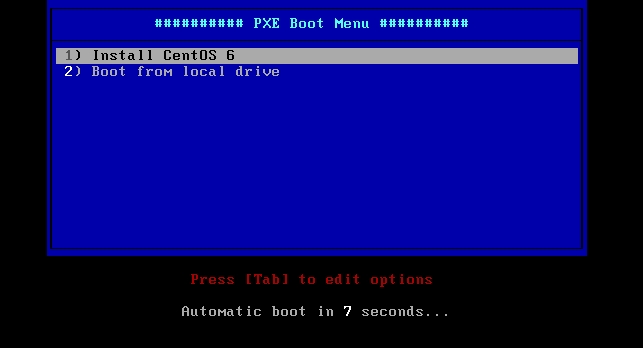 ########## PXE Boot Menu ##########
1) Install CentOS 6
2) Boot from local drive
Press [Tab] to edit options
Automatic boot in 7 seconds...